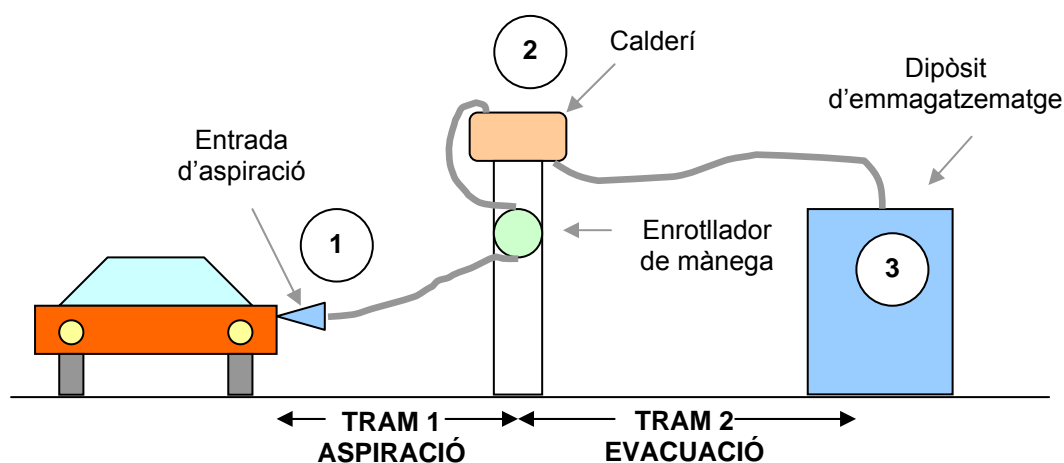 2
Calderí
Dipòsit
d’emmagatzematge
Entrada
d’aspiració
1
Enrotllador
de mànega
3
TRAM 1
ASPIRACIÓ
TRAM 2
EVACUACIÓ